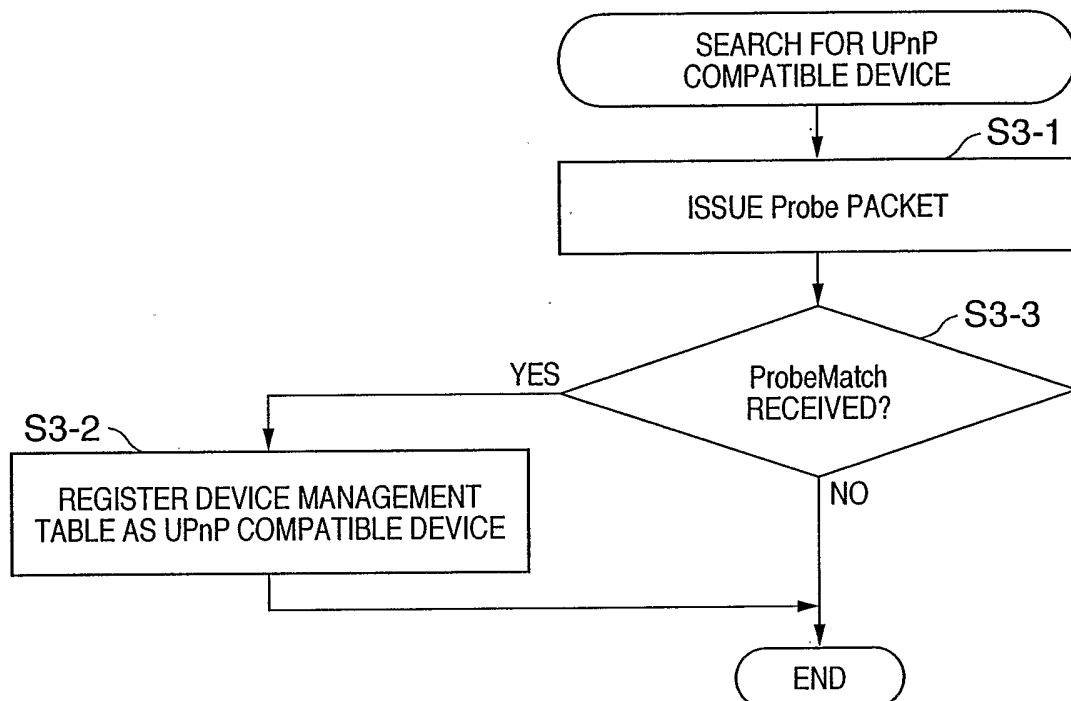 SEARCH FOR UPnP
COMPATIBLE DEVICE
S3-1
ISSUE Probe PACKET
S3-3
ProbeMatch
RECEIVED?
YES
S3-2
REGISTER DEVICE MANAGEMENT
TABLE AS UPnP COMPATIBLE DEVICE
NO
END